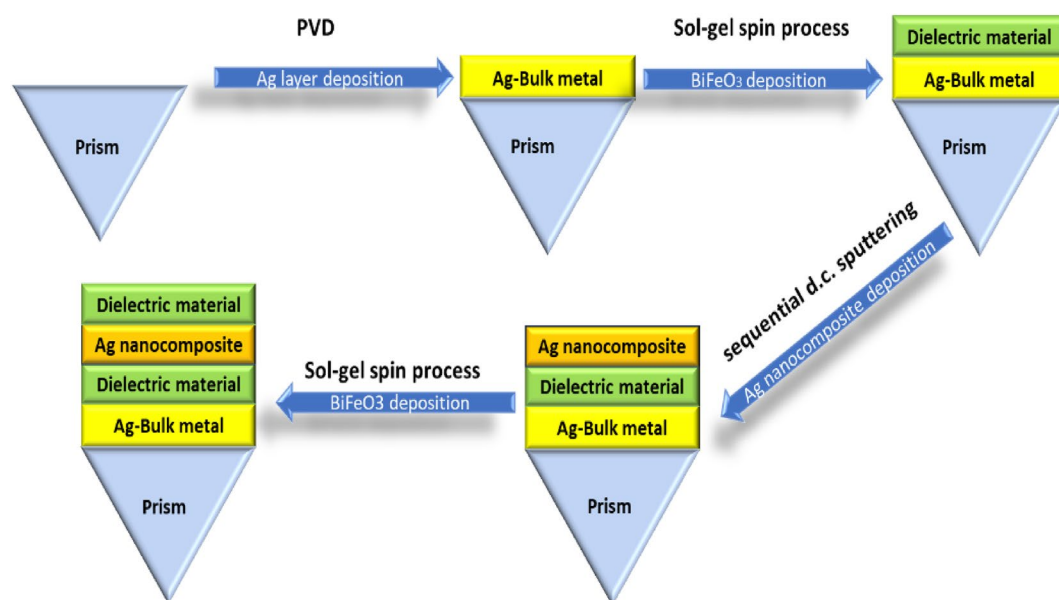 PVD
Ag layer deposition
Prism
Ag-Bulk metal
Prism
Sol-gel spin process
BiFeO₃ deposition
Dielectric material
Ag-Bulk metal
Prism
sequential d.c. sputtering
Ag nanocomposite deposition
Ag nanocomposite
Dielectric material
Ag-Bulk metal
Prism
Sol-gel spin process
BiFeO3 deposition
Dielectric material
Ag nanocomposite
Dielectric material
Ag-Bulk metal
Prism